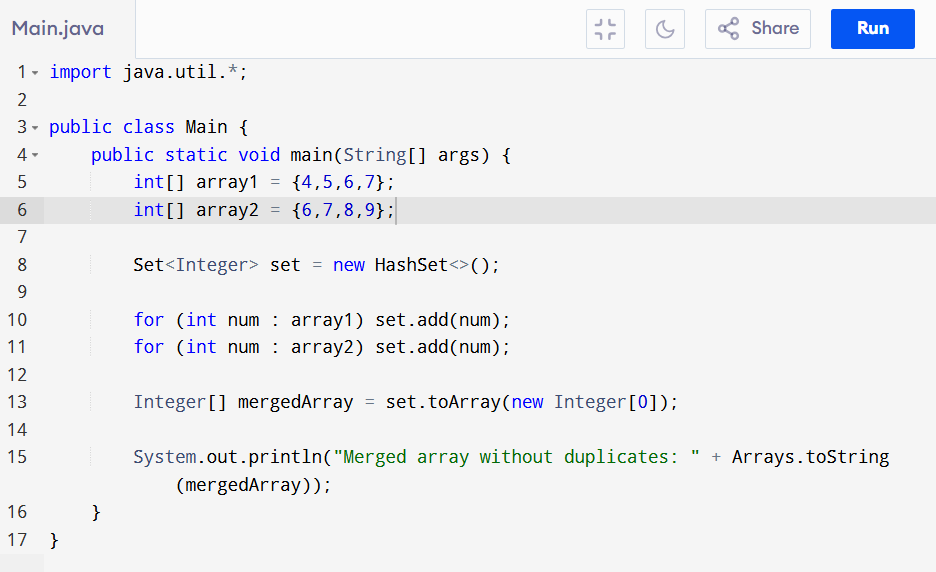 Main.java
Share
Run
1 import java.util.*;
2
3 public class Main {
4     public static void main(String[] args) {
5         int[] array1 = {4,5,6,7};
6         int[] array2 = {6,7,8,9};
7
8         Set<Integer> set = new HashSet<>();
9
10         for (int num : array1) set.add(num);
11         for (int num : array2) set.add(num);
12
13         Integer[] mergedArray = set.toArray(new Integer[0]);
14
15         System.out.println("Merged array without duplicates: " + Arrays.toString
            (mergedArray));
16     }
17 }